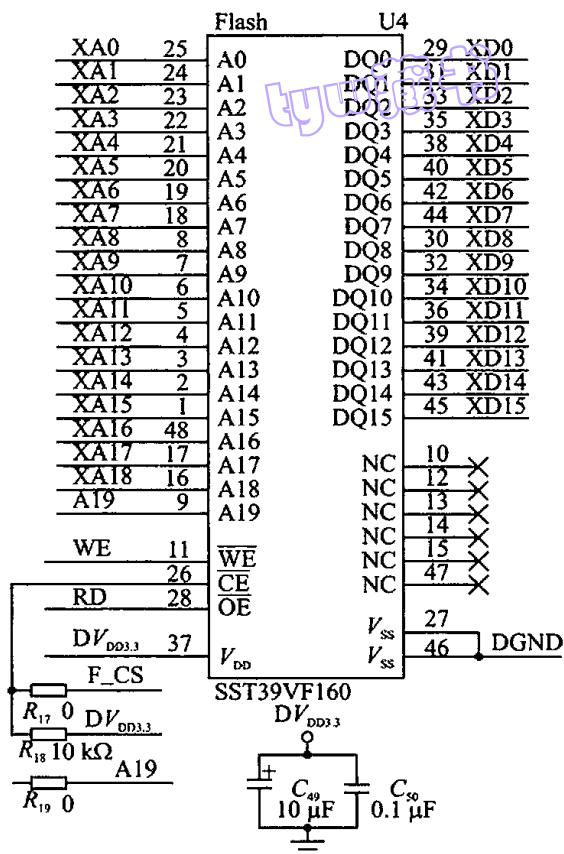 Flash U4
XA0 25 A0 DQ0 29 XD0
XA1 24 A1 DQ1 31 XD1
XA2 23 A2 DQ2 33 XD2
XA3 22 A3 DQ3 35 XD3
XA4 21 A4 DQ4 38 XD4
XA5 20 A5 DQ5 40 XD5
XA6 19 A6 DQ6 42 XD6
XA7 18 A7 DQ7 44 XD7
XA8 8 A8 DQ8 30 XD8
XA9 7 A9 DQ9 32 XD9
XA10 6 A10 DQ10 34 XD10
XA11 5 A11 DQ11 36 XD11
XA12 4 A12 DQ12 39 XD12
XA13 3 A13 DQ13 41 XD13
XA14 2 A14 DQ14 43 XD14
XA15 1 A15 DQ15 45 XD15
XA16 48 A16
XA17 17 A17 NC 10
XA18 16 A18 NC 12
A19 9 A19 NC 13
NC 14
WE 11 W̅E̅ NC 15
26 C̅E̅ NC 47
RD 28 O̅E̅
VSS 27
DVDD3.3 37 VDD VSS 46 DGND
F_CS
SST39VF160
R17 0 DVDD3.3
DVDD3.3
R18 10 kΩ
A19
R19 0
+ C49 C50
10 μF 0.1 μF